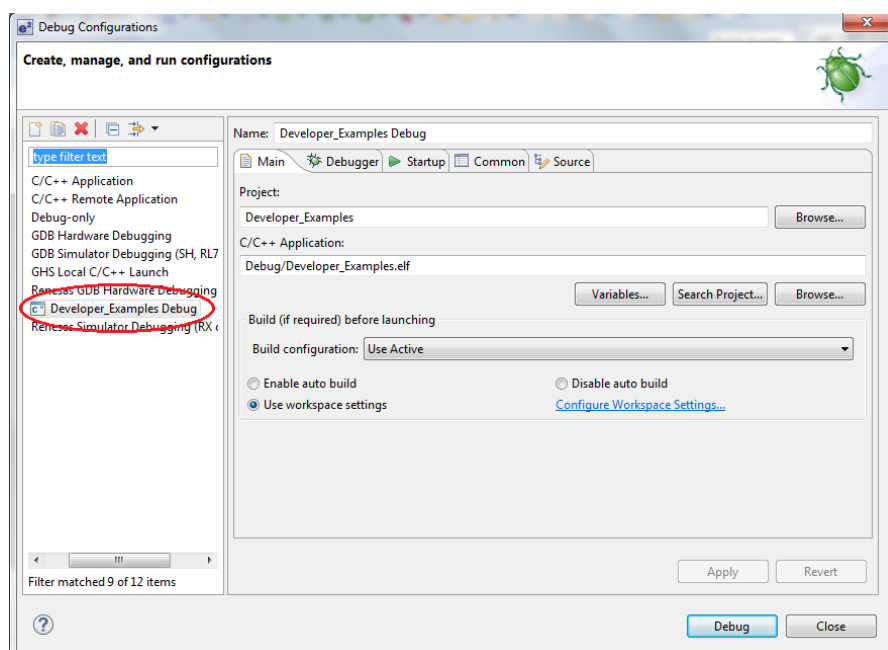 e² Debug Configurations
Create, manage, and run configurations
Name: Developer_Examples Debug
type filter text
Main Debugger Startup Common Source
C/C++ Application
C/C++ Remote Application
Debug-only
GDB Hardware Debugging
GDB Simulator Debugging (SH, RL7
GHS Local C/C++ Launch
Renesas GDB Hardware Debugging
Developer_Examples Debug
Renesas Simulator Debugging (RX
Project:
Developer_Examples
Browse...
C/C++ Application:
Debug/Developer_Examples.elf
Variables... Search Project... Browse...
Build (if required) before launching
Build configuration: Use Active
Enable auto build Disable auto build
Use workspace settings Configure Workspace Settings...
Filter matched 9 of 12 items
Apply Revert
? Debug Close